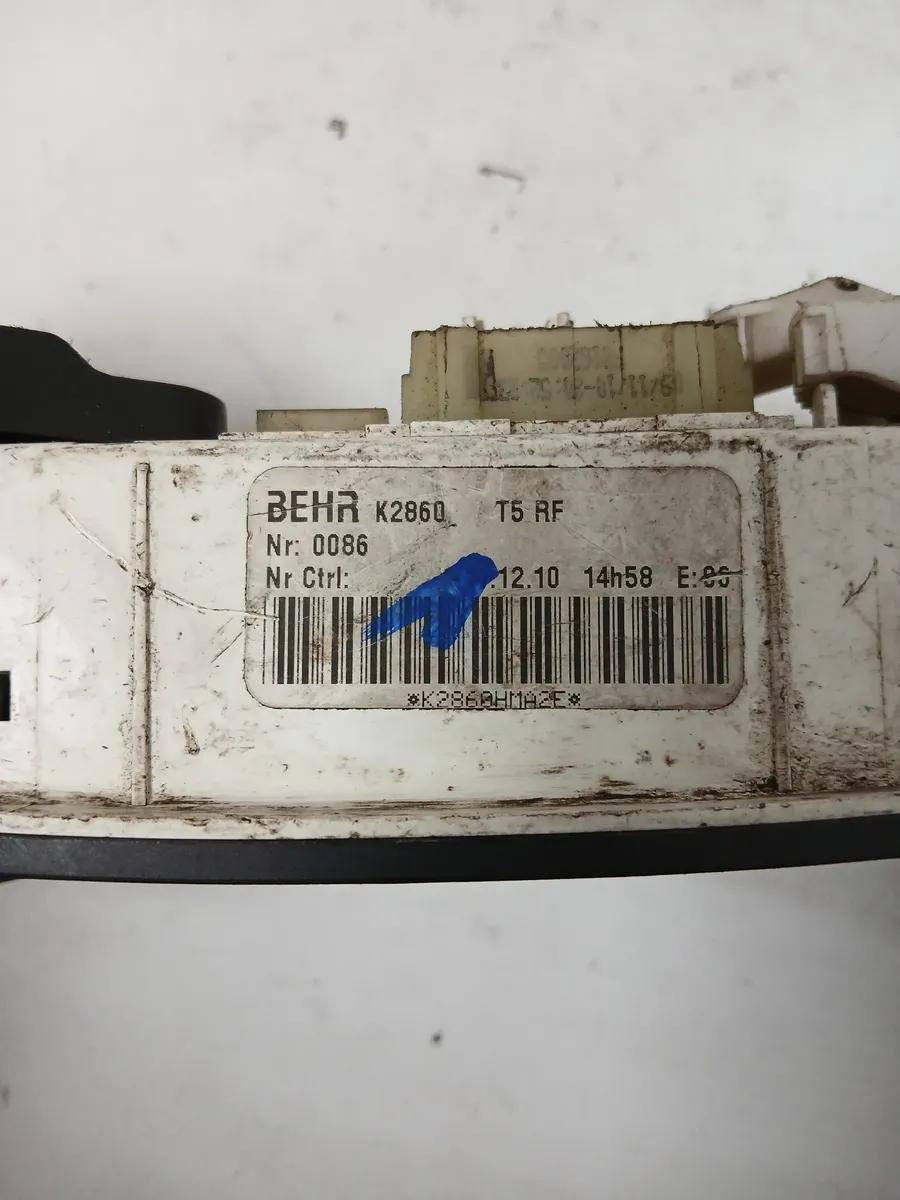 BEHR K2860 T5 RF
Nr: 0086
Nr Ctrl: .12.10 14h58 E:
*K2860HMA2E*